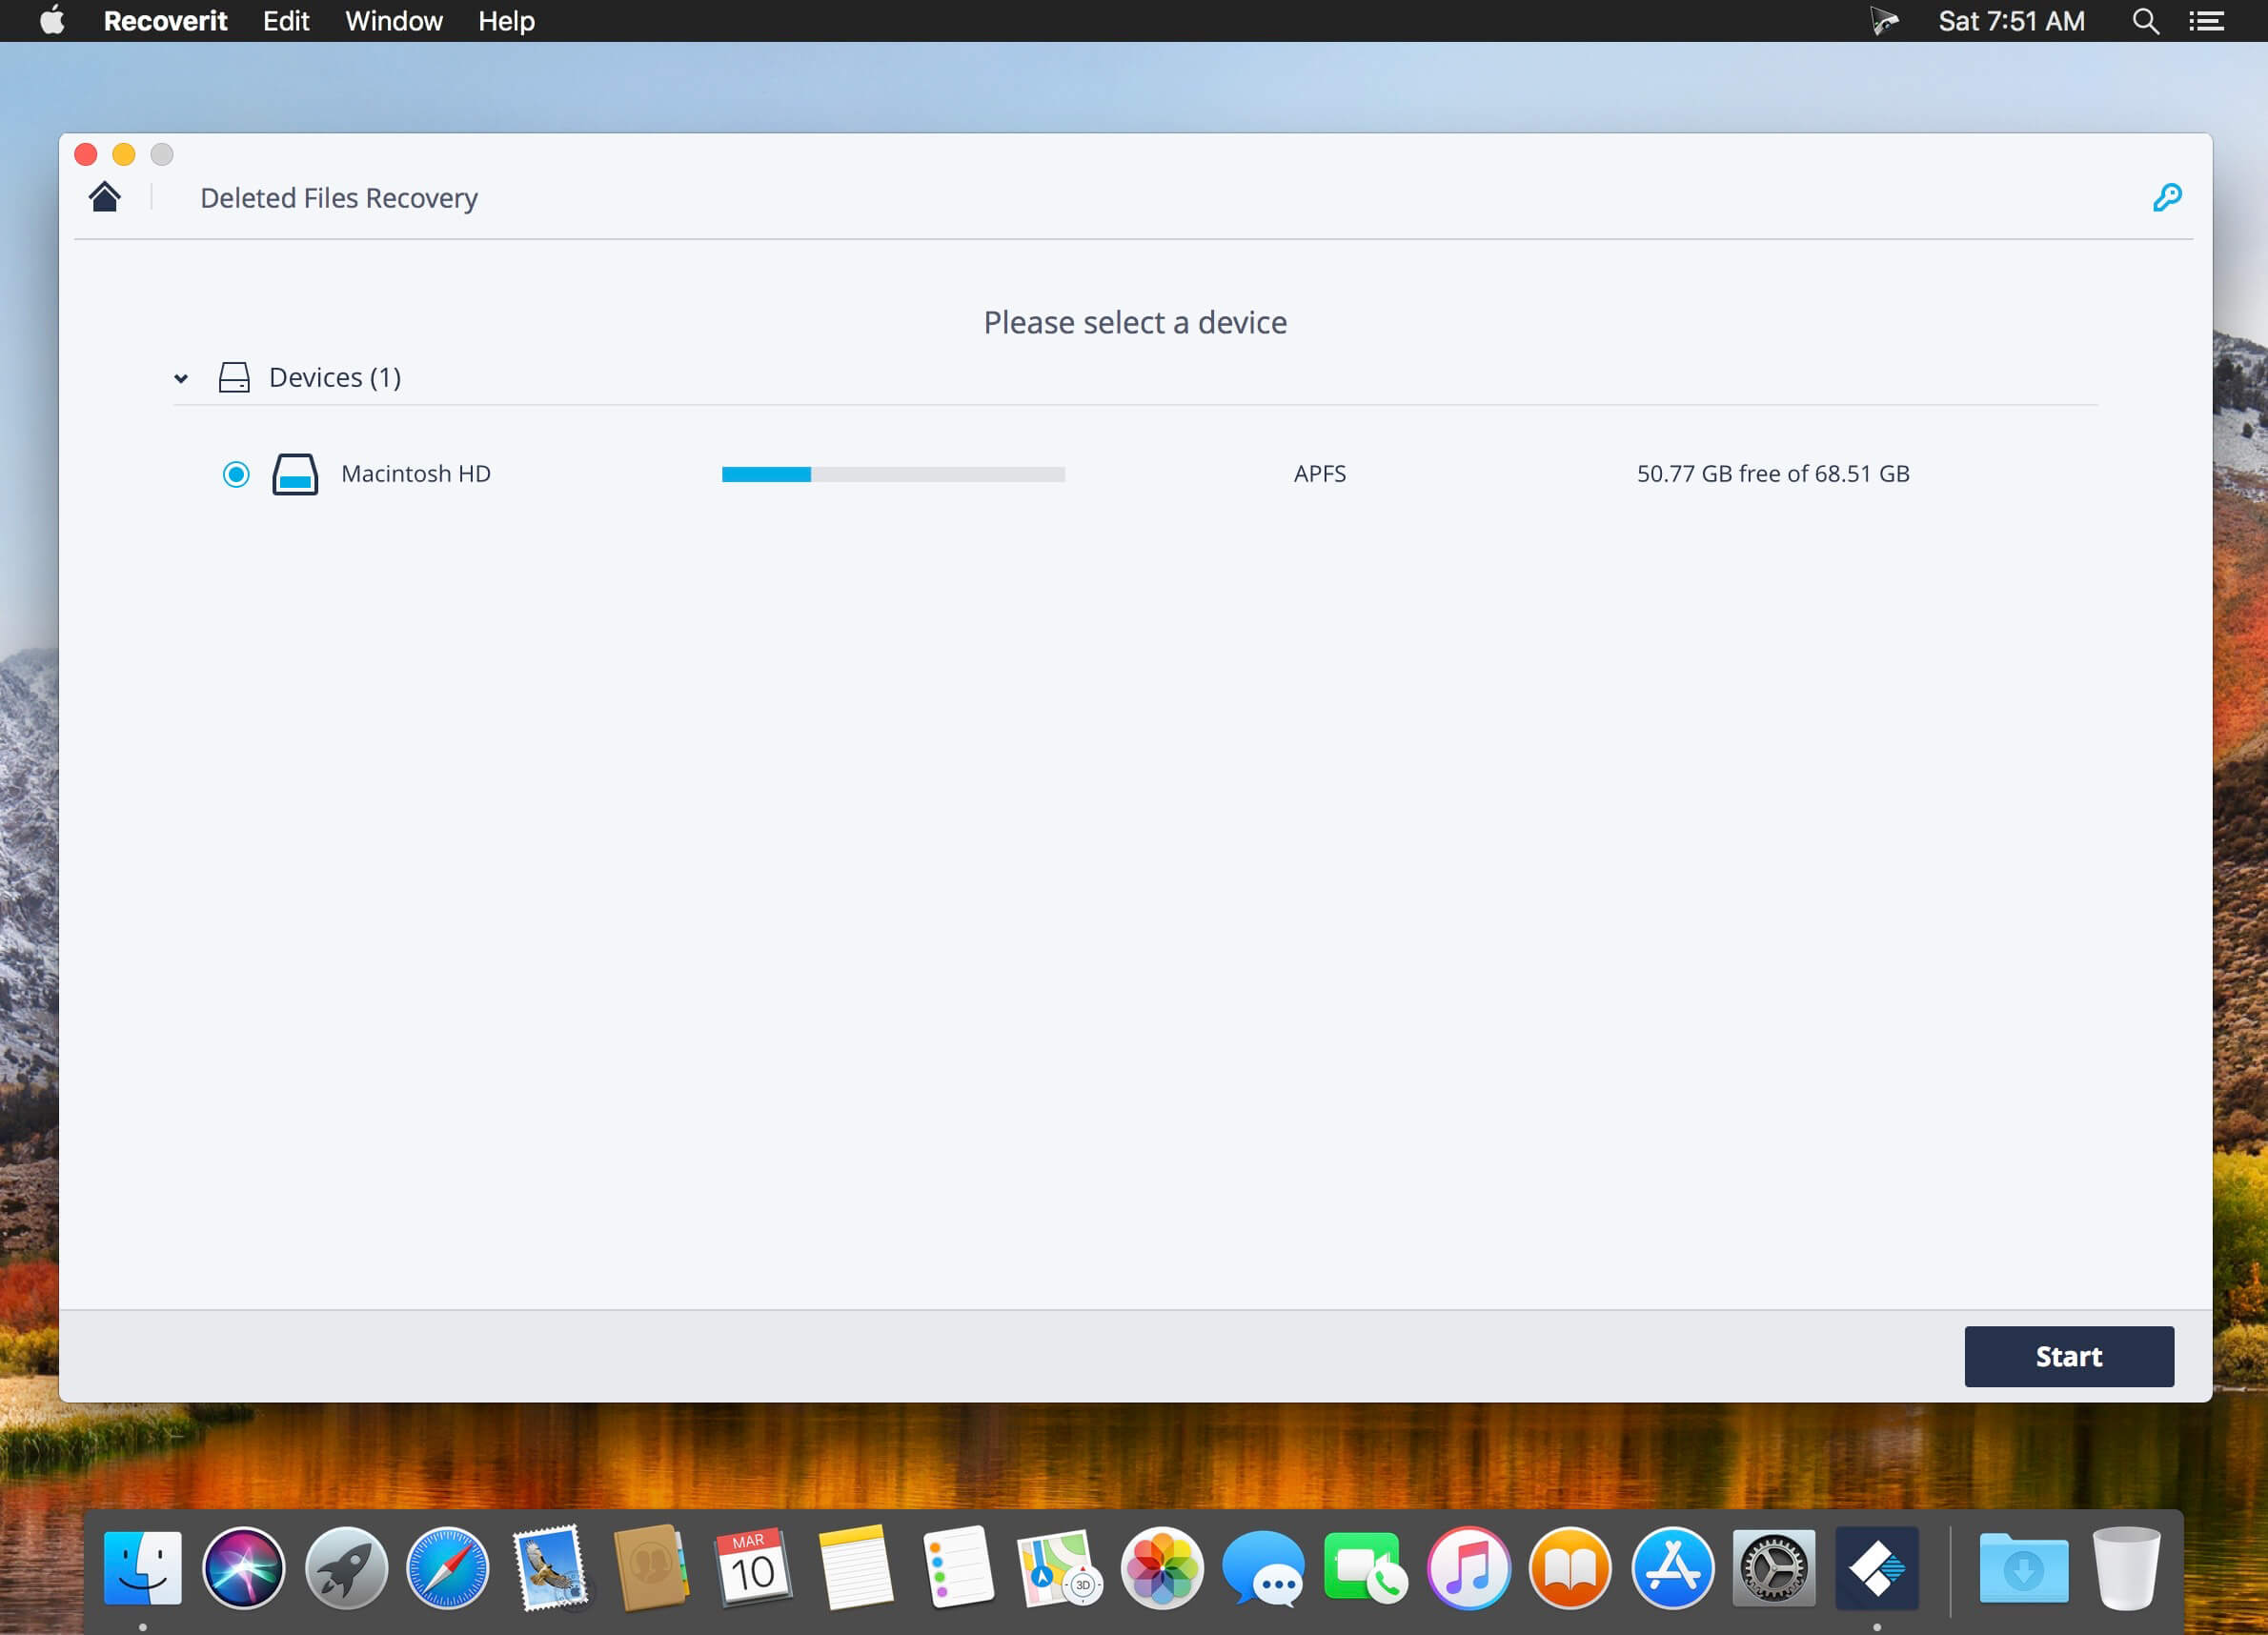 Recoverit Edit Window Help
Sat 7:51 AM
Deleted Files Recovery
Please select a device
Devices (1)
Macintosh HD
APFS
50.77 GB free of 68.51 GB
Start
MAR
10
3D